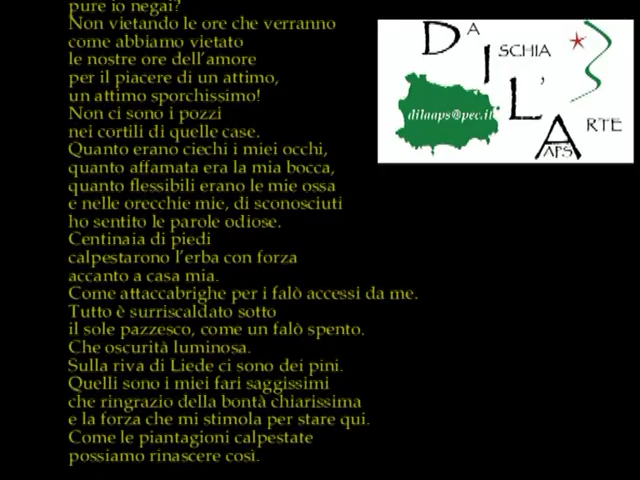 pure io negai?
Non vietando le ore che verranno
come abbiamo vietato
le nostre ore dell'amore
per il piacere di un attimo,
un attimo sporchissimo!
Non ci sono i pozzi
nei cortili di quelle case.
Quanto erano ciechi i miei occhi,
quanto affamata era la mia bocca,
quanto flessibili erano le mie ossa
e nelle orecchie mie, di sconosciuti
ho sentito le parole odiose.
Centinaia di piedi
calpestarono l'erba con forza
accanto a casa mia.
Come attaccabrighe per i falò accessi da me.
Tutto è surriscaldato sotto
il sole pazzesco, come un falò spento.
Che oscurità luminosa.
Sulla riva di Liede ci sono dei pini.
Quelli sono i miei fari saggissimi
che ringrazio della bontà chiarissima
e la forza che mi stimola per stare qui.
Come le piantagioni calpestate
possiamo rinascere così.
DA
ISCHIA
L'
ARTE
APS
dilaaps@pec.it